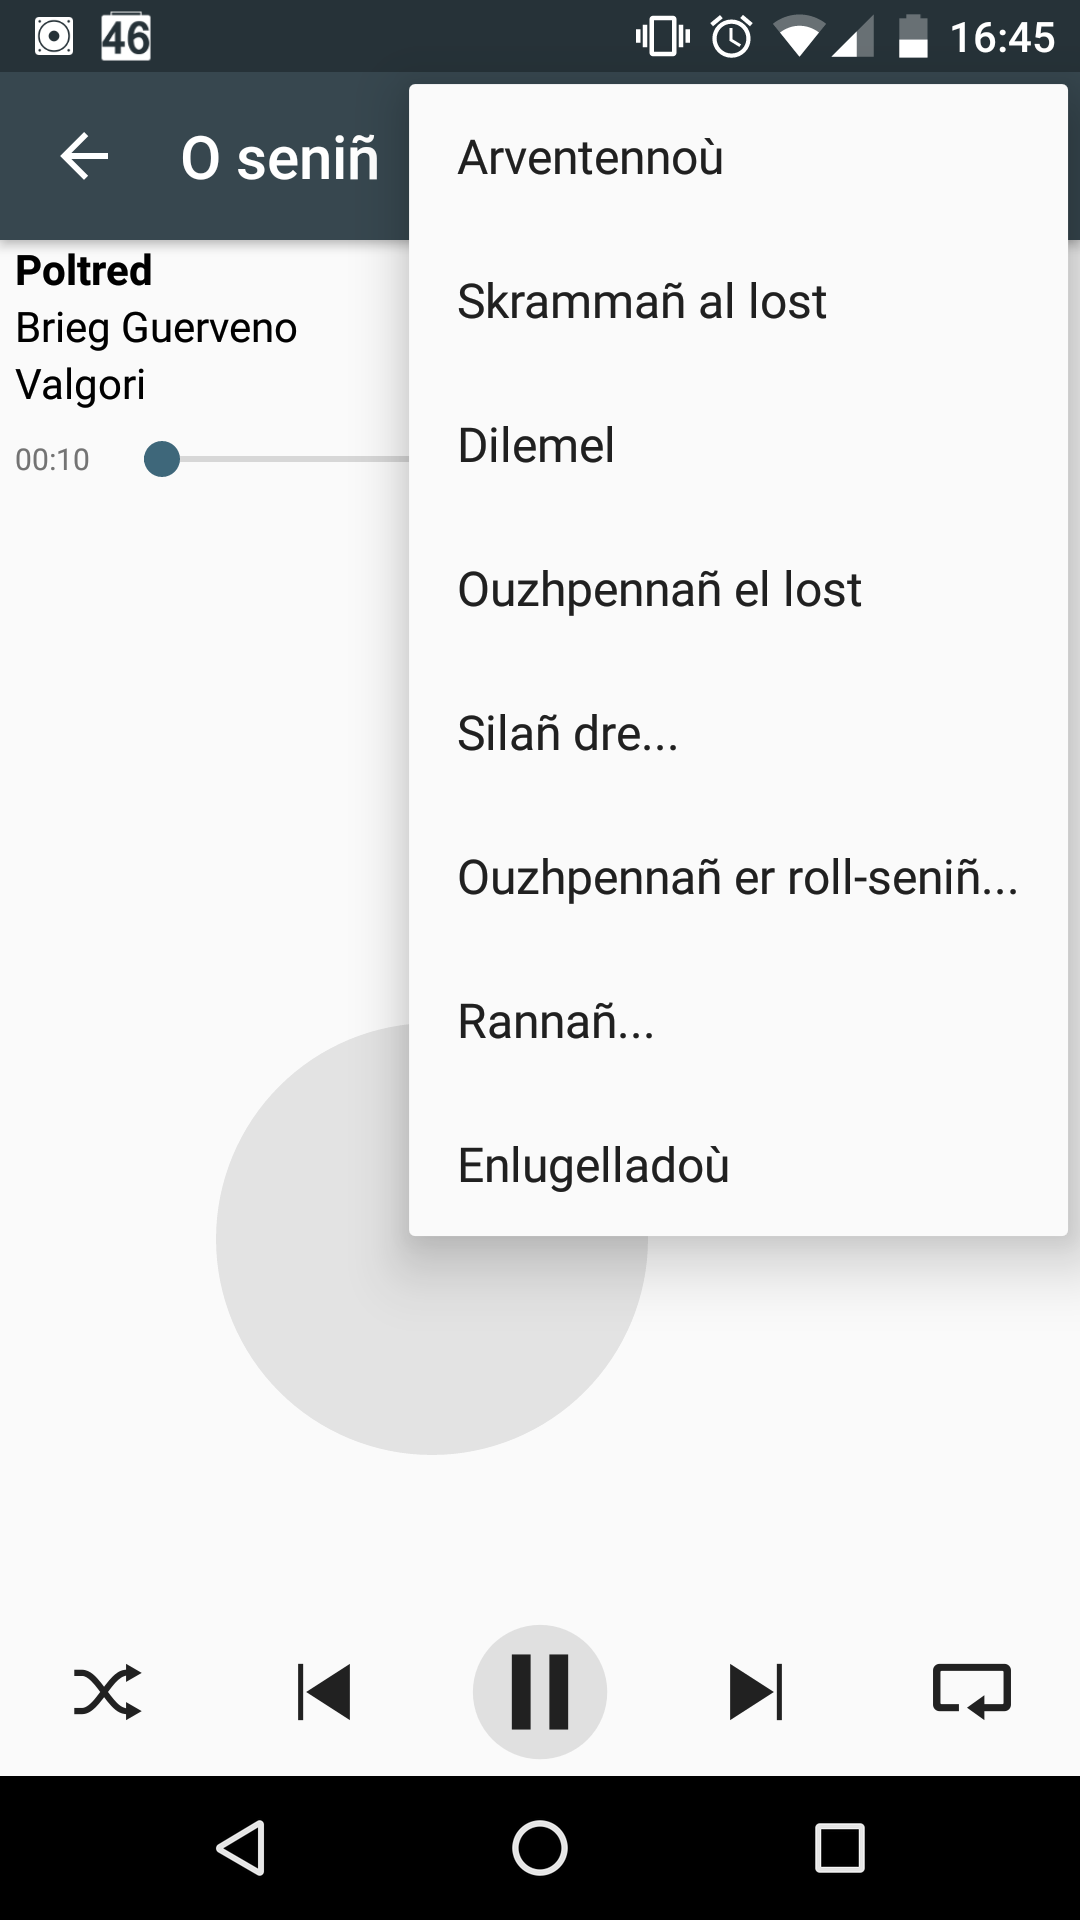 46
16:45
O seniñ
Poltred
Brieg Guerveno
Valgori
00:10
Arventennoù
Skrammañ al lost
Dilemel
Ouzhpennañ el lost
Silañ dre...
Ouzhpennañ er roll-seniñ...
Rannañ...
Enlugelladoù